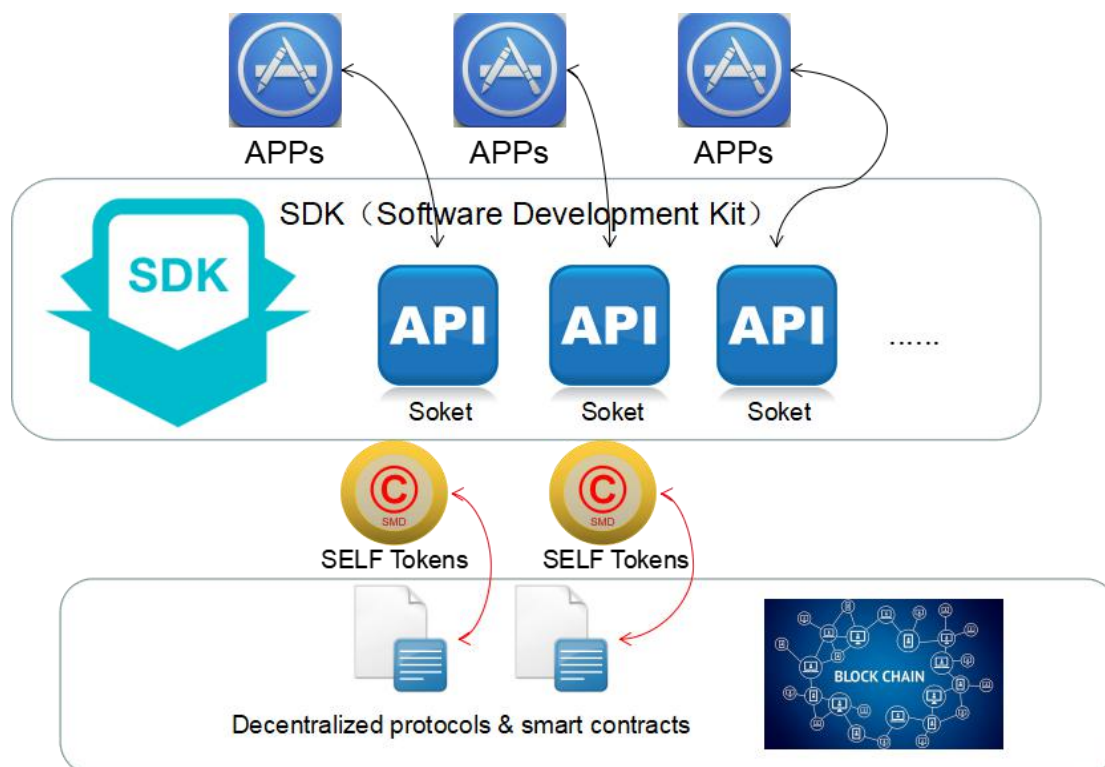 APPs APPs APPs
SDK（Software Development Kit）
SDK
API API API
......
Soket Soket Soket
C C
SMD SMD
SELF Tokens SELF Tokens
BLOCK CHAIN
Decentralized protocols & smart contracts